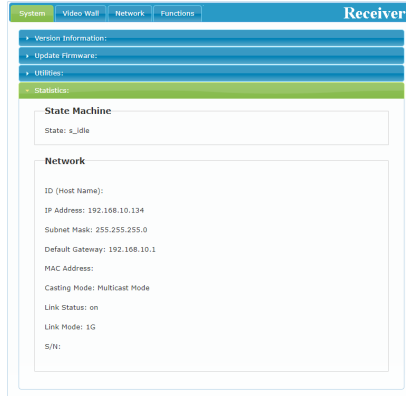 System Video Wall Network Functions Receiver
Version Information:
Update Firmware:
Utilities:
Statistics:
State Machine
State: s_idle
Network
ID (Host Name):
IP Address: 192.168.10.134
Subnet Mask: 255.255.255.0
Default Gateway: 192.168.10.1
MAC Address:
Casting Mode: Multicast Mode
Link Status: on
Link Mode: 1G
S/N: